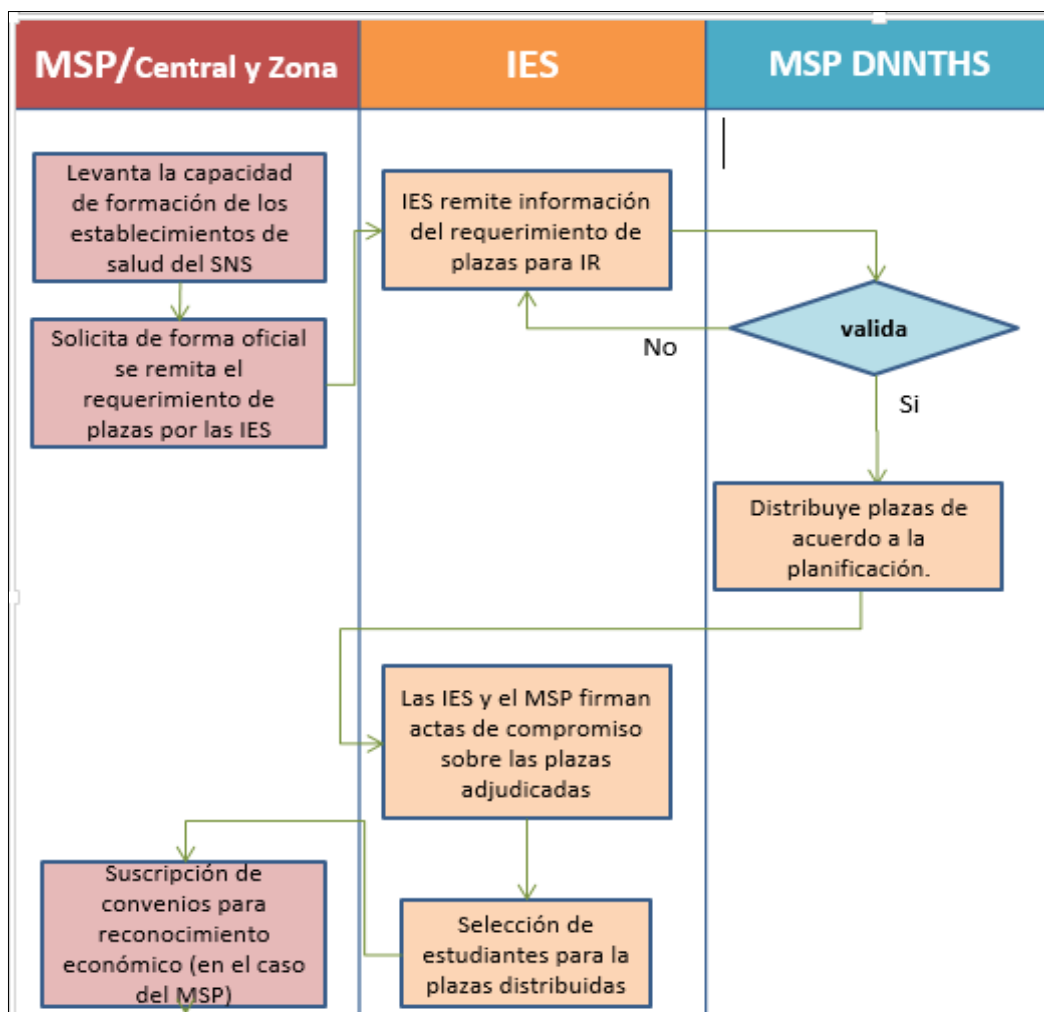 MSP/Central y Zona
IES
MSP DNNTHS
Levanta la capacidad
de formación de los
establecimientos de
salud del SNS
IES remite información
del requerimiento de
plazas para IR
Solicita de forma oficial
se remita el
requerimiento de
plazas por las IES
valida
No
Si
Distribuye plazas de
acuerdo a la
planificación.
Las IES y el MSP firman
actas de compromiso
sobre las plazas
adjudicadas
Suscripción de
convenios para
reconocimiento
económico (en el caso
del MSP)
Selección de
estudiantes para la
plazas distribuidas